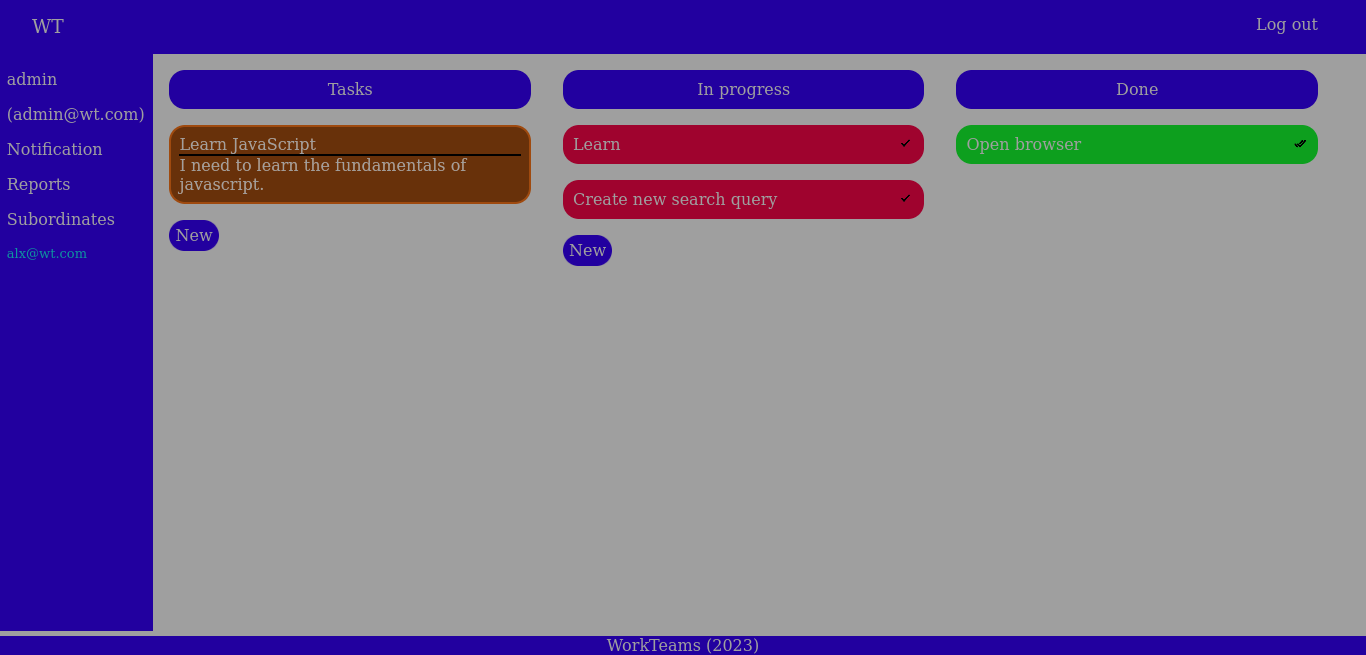 WT
Log out
admin
(admin@wt.com)
Notification
Reports
Subordinates
alx@wt.com
Tasks
Learn JavaScript
I need to learn the fundamentals of
javascript.
New
In progress
Learn
Create new search query
New
Done
Open browser
WorkTeams (2023)